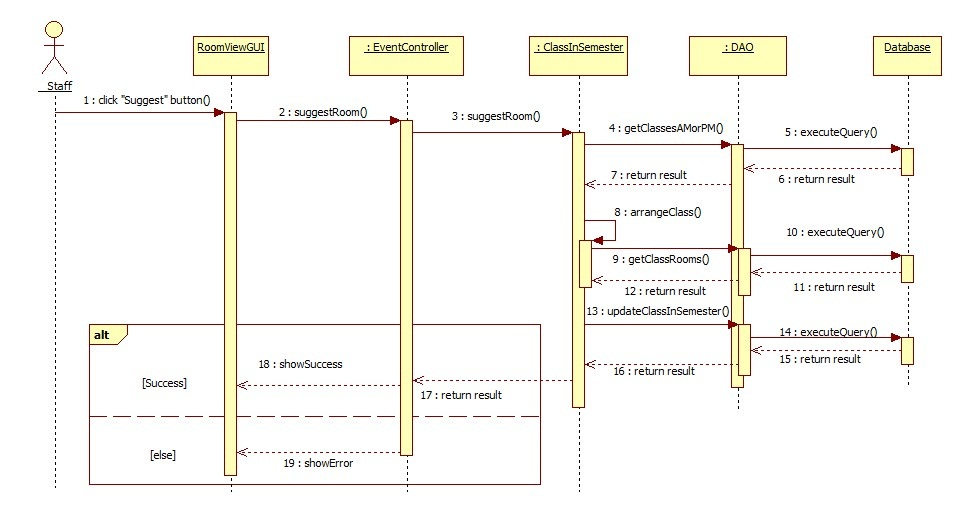 RoomViewGUI
: EventController
: ClassInSemester
: DAO
Database
Staff
1 : click "Suggest" button()
2 : suggestRoom()
3 : suggestRoom()
4 : getClassesAMorPM()
5 : executeQuery()
6 : return result
7 : return result
8 : arrangeClass()
9 : getClassRooms()
10 : executeQuery()
11 : return result
12 : return result
13 : updateClassInSemester()
14 : executeQuery()
15 : return result
16 : return result
alt
17 : return result
18 : showSuccess
[Success]
[else]
19 : showError